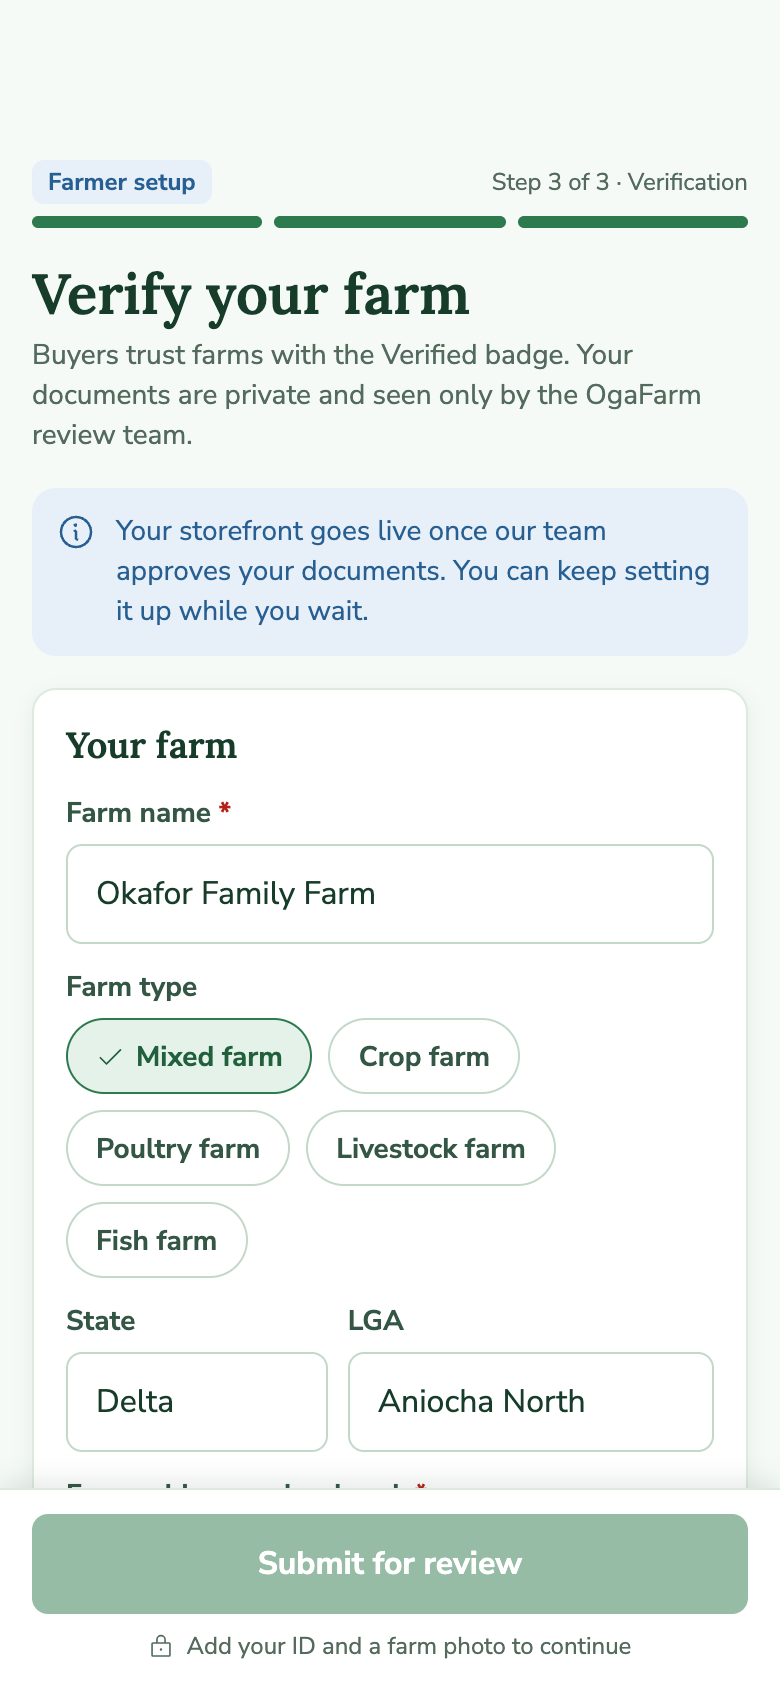 Farmer setup
Step 3 of 3 · Verification
Verify your farm
Buyers trust farms with the Verified badge. Your
documents are private and seen only by the OgaFarm
review team.
Your storefront goes live once our team
approves your documents. You can keep setting
it up while you wait.
Your farm
Farm name *
Okafor Family Farm
Farm type
Mixed farm
Crop farm
Poultry farm
Livestock farm
Fish farm
State
LGA
Delta
Aniocha North
Submit for review
Add your ID and a farm photo to continue